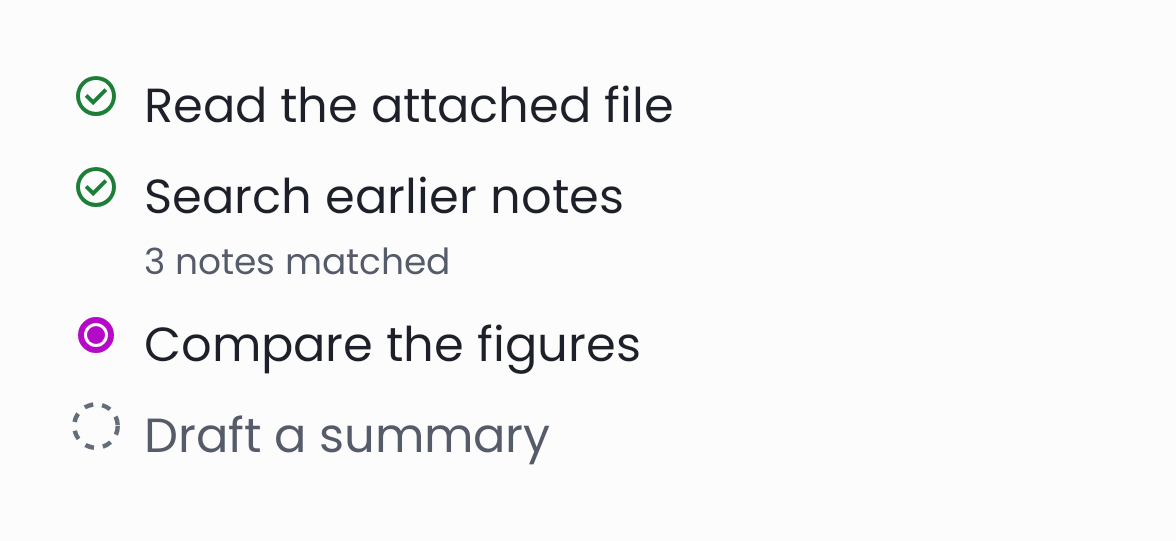 Read the attached file
Search earlier notes
3 notes matched
Compare the figures
Draft a summary